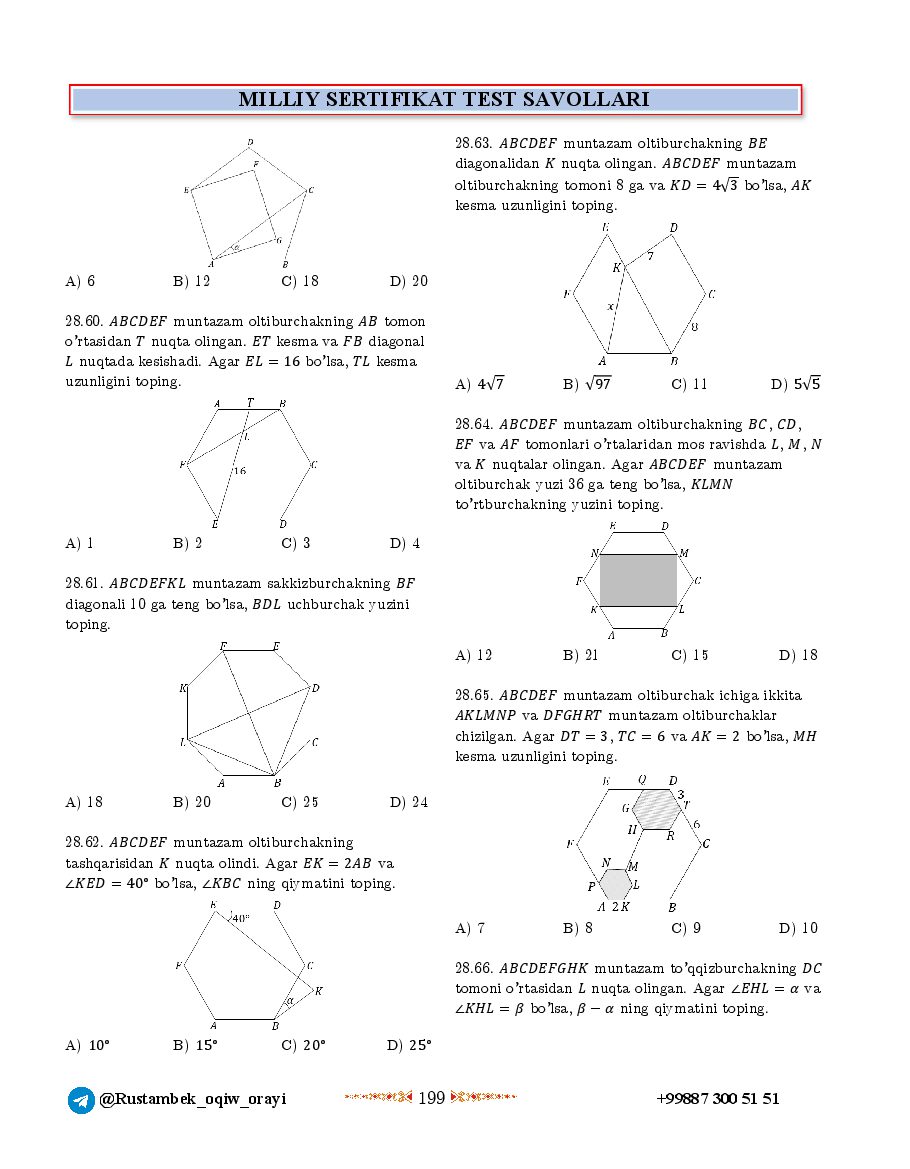 MILLIY SERTIFIKAT TEST SAVOLLARI
D
F
E
C
α
G
A
B
A) 6 B) 12 C) 18 D) 20
28.60. ABCDEF muntazam oltiburchakning AB tomon
o'rtasidan T nuqta olingan. ET kesma va FB diagonal
L nuqtada kesishadi. Agar EL = 16 bo'lsa, TL kesma
uzunligini toping.
A T B
L
F 16 C
E D
A) 1 B) 2 C) 3 D) 4
28.61. ABCDEFKL muntazam sakkizburchakning BF
diagonali 10 ga teng bo'lsa, BDL uchburchak yuzini
toping.
F E
K D
L C
A B
A) 18 B) 20 C) 25 D) 24
28.62. ABCDEF muntazam oltiburchakning
tashqarisidan K nuqta olindi. Agar EK = 2AB va
∠KED = 40° bo'lsa, ∠KBC ning qiymatini toping.
E D
40°
F C
K
α
A B
A) 10° B) 15° C) 20° D) 25°
28.63. ABCDEF muntazam oltiburchakning BE
diagonalidan K nuqta olingan. ABCDEF muntazam
oltiburchakning tomoni 8 ga va KD = 4√3 bo'lsa, AK
kesma uzunligini toping.
E D
K 7
F C
x
8
A B
A) 4√7 B) √97 C) 11 D) 5√5
28.64. ABCDEF muntazam oltiburchakning BC, CD,
EF va AF tomonlari o'rtalaridan mos ravishda L, M, N
va K nuqtalar olingan. Agar ABCDEF muntazam
oltiburchak yuzi 36 ga teng bo'lsa, KLMN
to'rtburchakning yuzini toping.
E D
N M
F C
K L
A B
A) 12 B) 21 C) 15 D) 18
28.65. ABCDEF muntazam oltiburchak ichiga ikkita
AKLMNP va DFGHRT muntazam oltiburchaklar
chizilgan. Agar DT = 3, TC = 6 va AK = 2 bo'lsa, MH
kesma uzunligini toping.
E Q D
3
G T
6
H R
F C
N M
P L
A 2 K B
A) 7 B) 8 C) 9 D) 10
28.66. ABCDEFGHK muntazam to'qqizburchakning DC
tomoni o'rtasidan L nuqta olingan. Agar ∠EHL = α va
∠KHL = β bo'lsa, β − α ning qiymatini toping.
@Rustambek_oqiw_orayi 199 +99887 300 51 51